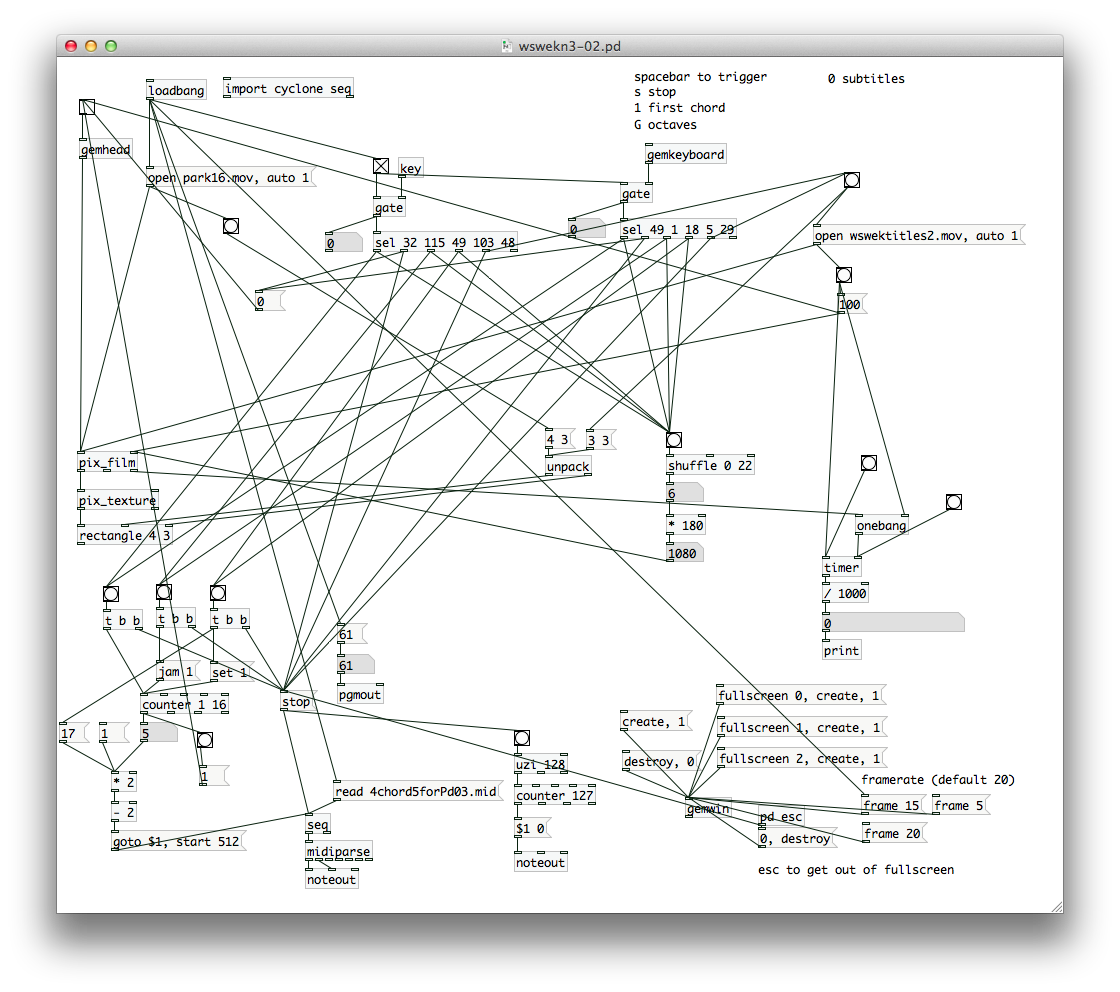 wswekn3-02.pd
spacebar to trigger
0 subtitles
s stop
1 first chord
G octaves
loadbang
import cyclone seq
gemhead
key
gemkeyboard
open park16.mov, auto 1
gate
gate
0
sel 32 115 49 103 48
0
sel 49 1 18 5 29
open wswektitles2.mov, auto 1
0
100
4 3
3 3
pix_film
unpack
shuffle 0 22
6
pix_texture
* 180
onebang
rectangle 4 3
1080
timer
/ 1000
t b b
t b b
t b b
0
61
print
61
jam 1
set 1
pgmout
stop
fullscreen 0, create, 1
counter 1 16
create, 1
fullscreen 1, create, 1
17
1
5
destroy, 0
fullscreen 2, create, 1
uzi 128
1
framerate (default 20)
* 2
read 4chord5forPd03.mid
counter 127
frame 15
frame 5
gemwin
- 2
pd esc
seq
$1 0
frame 20
goto $1, start 512
0, destroy
midiparse
noteout
esc to get out of fullscreen
noteout